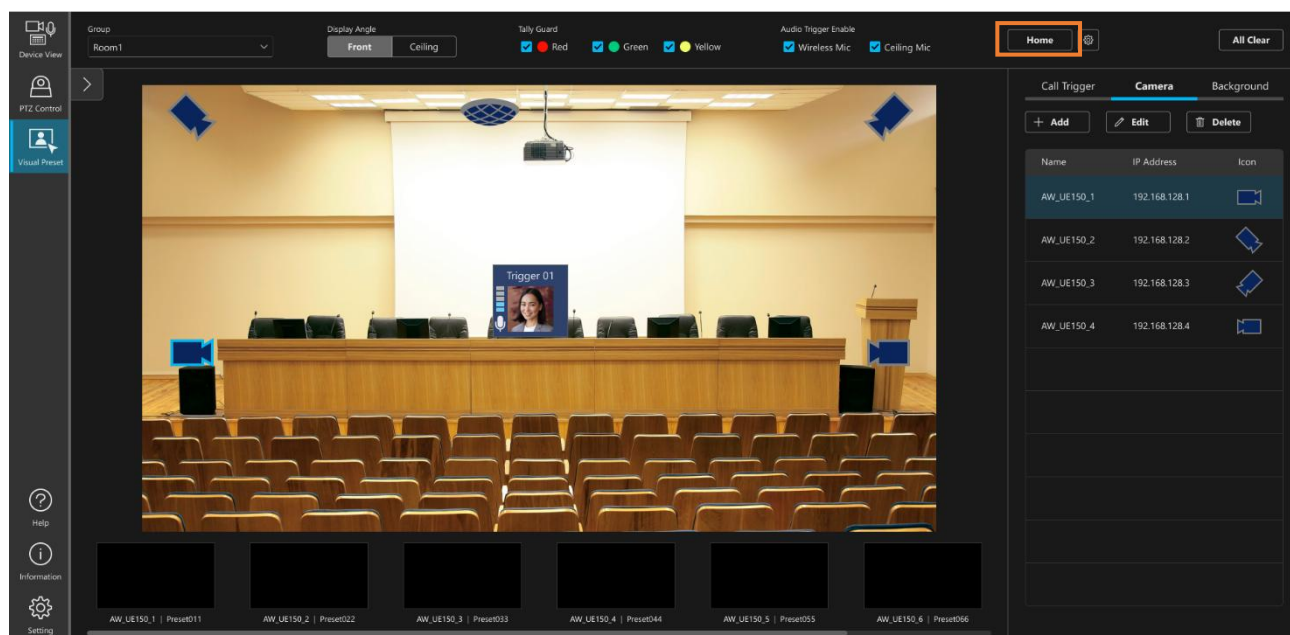 Device View
PTZ Control
Visual Preset
Help
Information
Setting
Group
Room1
Display Angle
Front Ceiling
Tally Guard
Red Green Yellow
Audio Trigger Enable
Wireless Mic Ceiling Mic
Home
All Clear
Trigger 01
AW_UE150_1 | Preset011
AW_UE150_2 | Preset022
AW_UE150_3 | Preset033
AW_UE150_4 | Preset044
AW_UE150_5 | Preset055
AW_UE150_6 | Preset066
Call Trigger Camera Background
+ Add Edit Delete
Name IP Address Icon
AW_UE150_1 192.168.128.1
AW_UE150_2 192.168.128.2
AW_UE150_3 192.168.128.3
AW_UE150_4 192.168.128.4